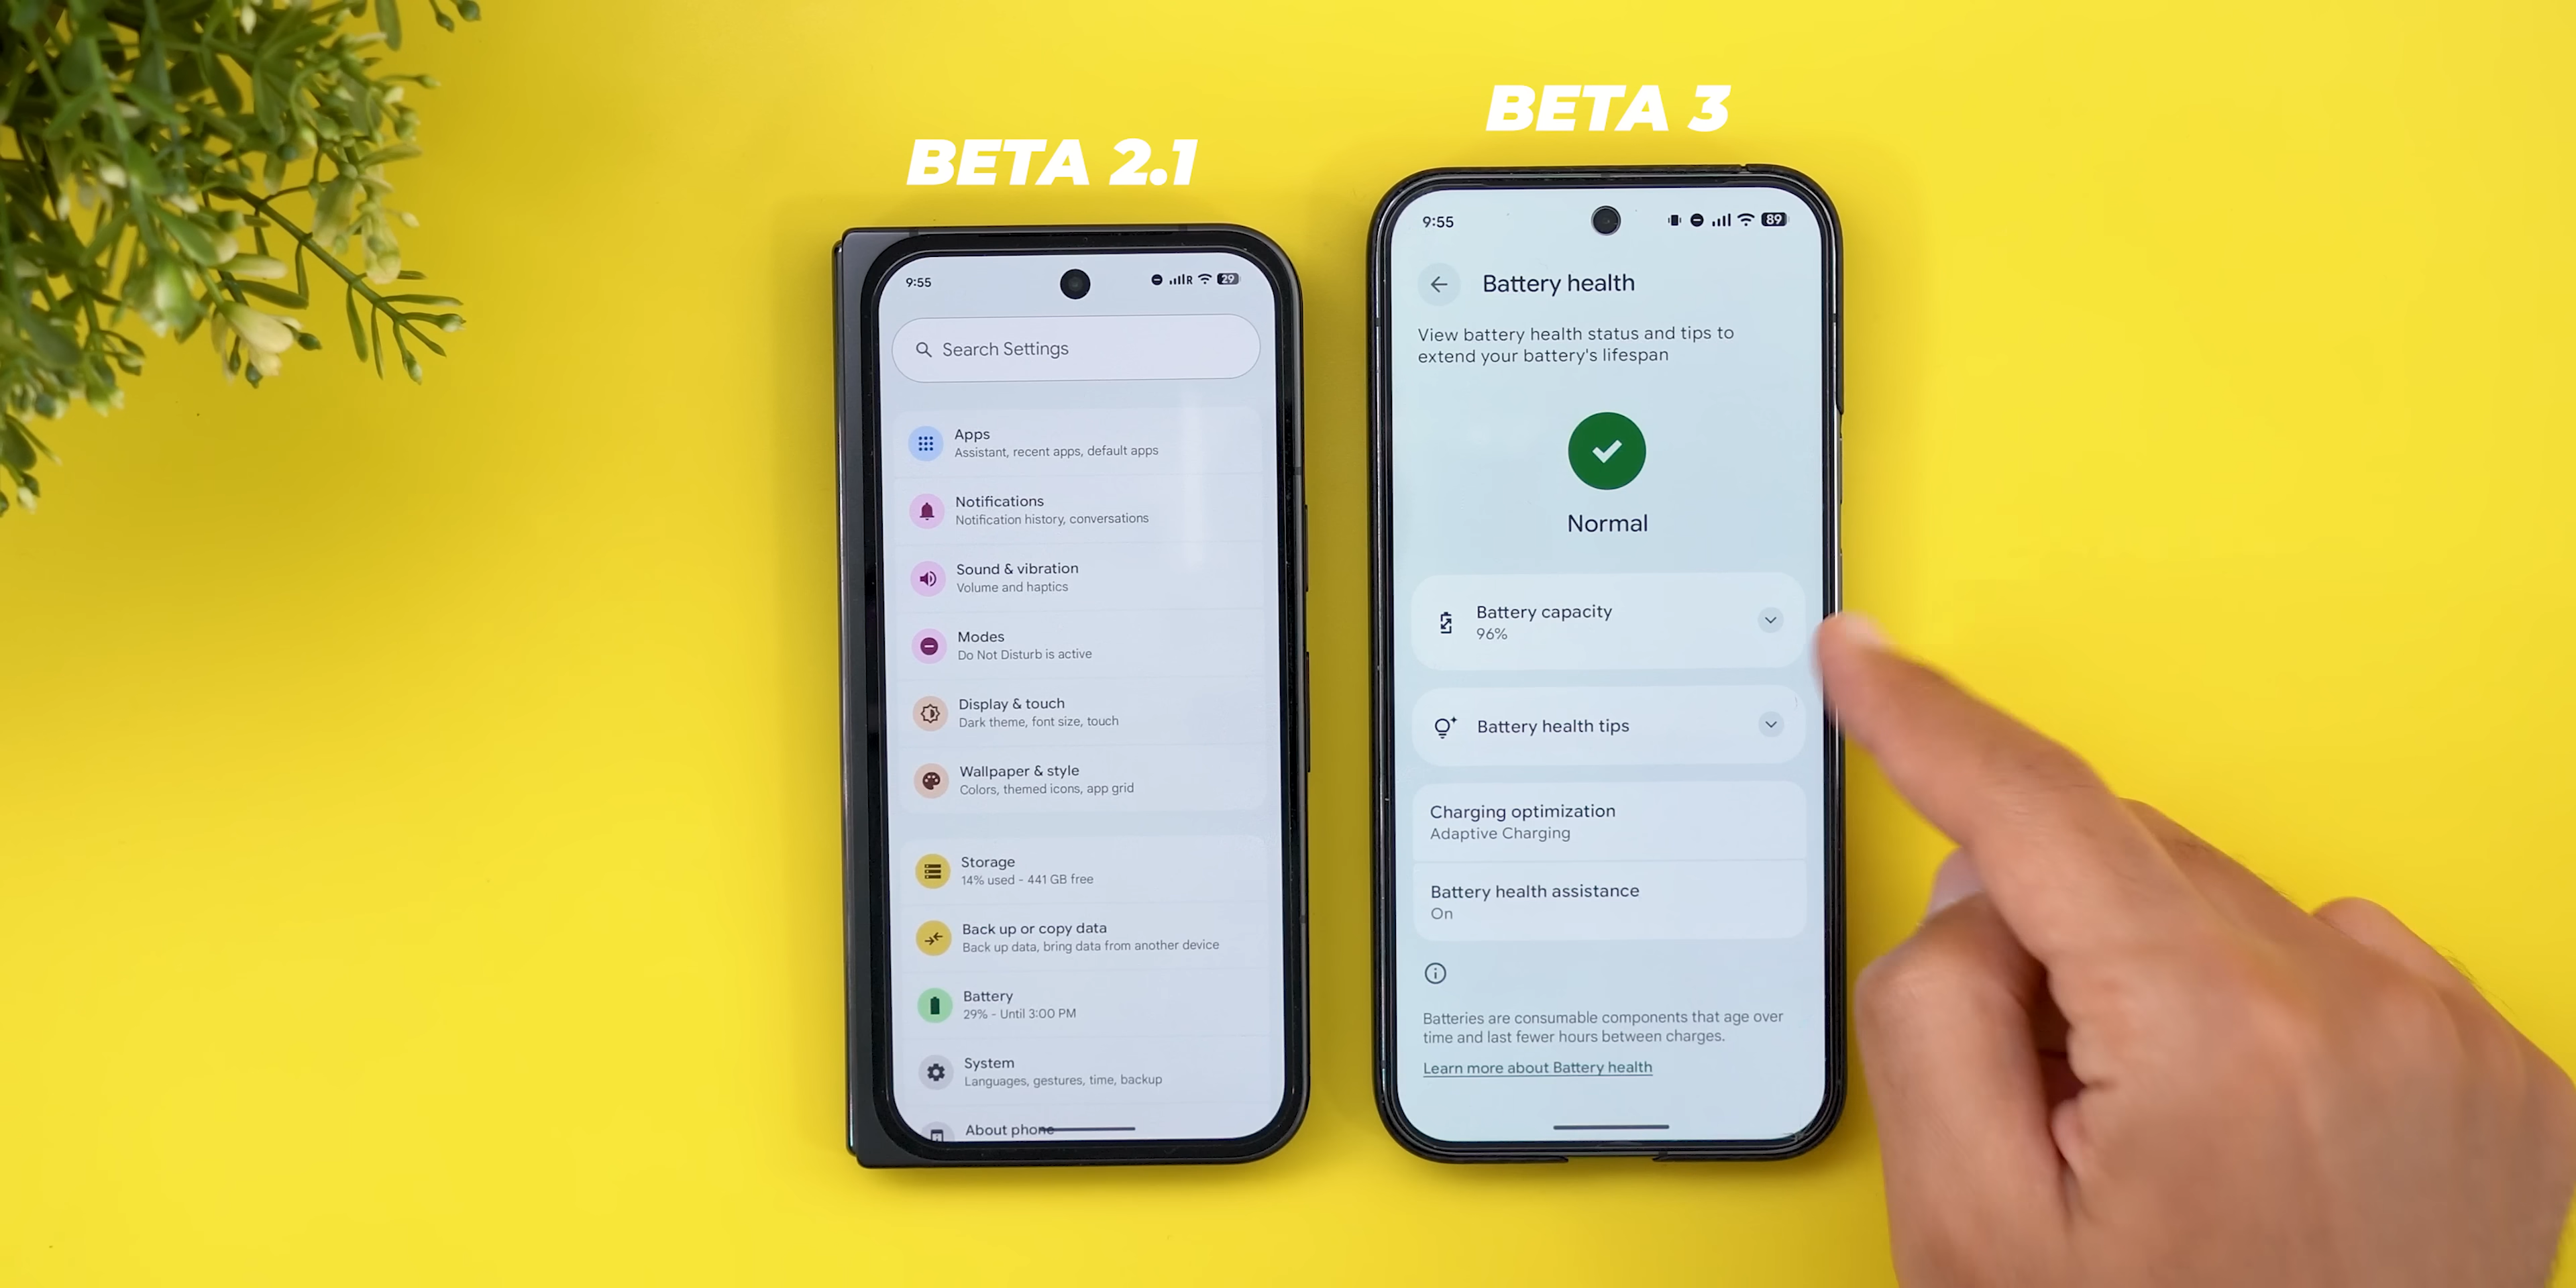 BETA 2.1
9:55
R
29
Search Settings
Apps
Assistant, recent apps, default apps
Notifications
Notification history, conversations
Sound & vibration
Volume and haptics
Modes
Do Not Disturb is active
Display & touch
Dark theme, font size, touch
Wallpaper & style
Colors, themed icons, app grid
Storage
14% used - 441 GB free
Back up or copy data
Back up data, bring data from another device
Battery
29% - Until 3:00 PM
System
Languages, gestures, time, backup
About phone
BETA 3
9:55
89
Battery health
View battery health status and tips to
extend your battery's lifespan
Normal
Battery capacity
96%
Battery health tips
Charging optimization
Adaptive Charging
Battery health assistance
On
Batteries are consumable components that age over
time and last fewer hours between charges.
Learn more about Battery health